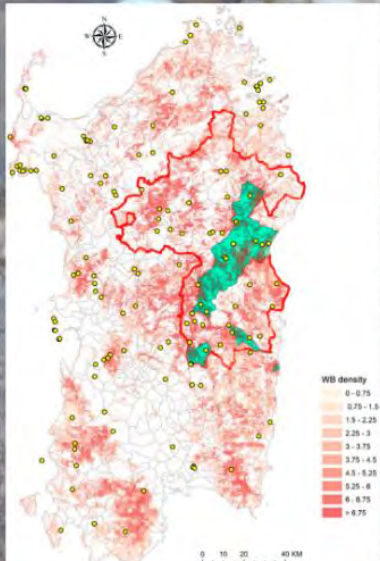 N
W E
S
WB density
0 - 0.75
0.75 - 1.5
1.5 - 2.25
2.25 - 3
3 - 3.75
3.75 - 4.5
4.5 - 5.25
5.25 - 6
6 - 6.75
> 6.75
0 10 20 40 KM